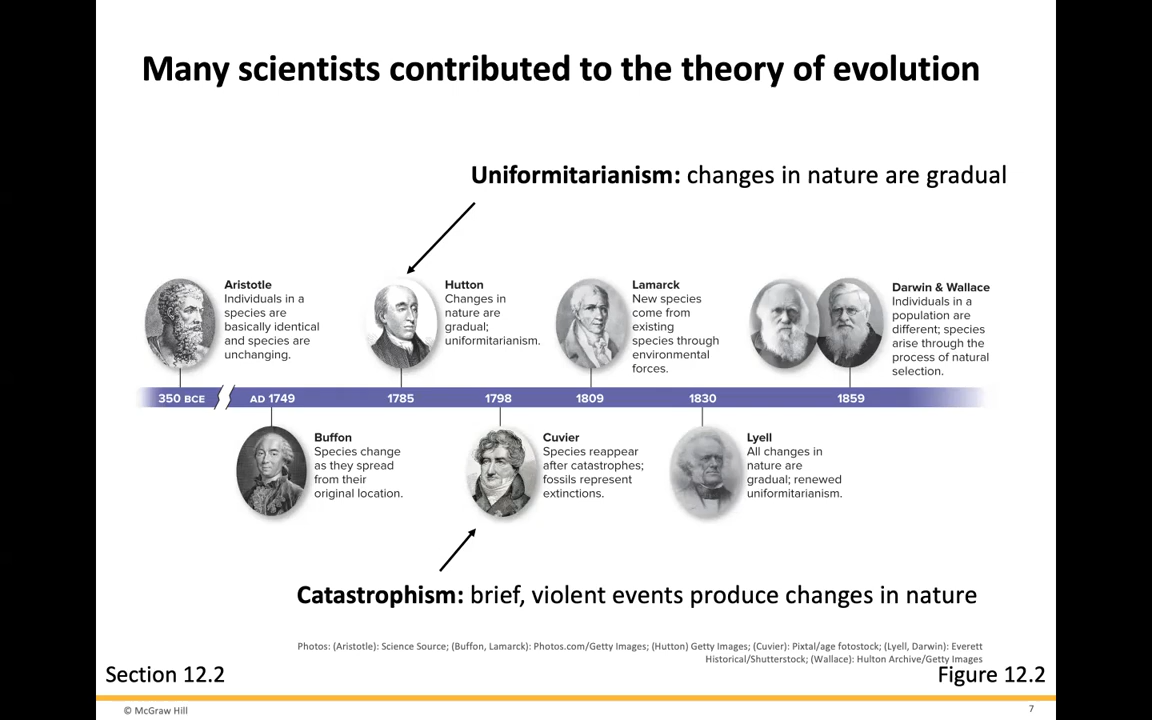 Many scientists contributed to the theory of evolution
Uniformitarianism: changes in nature are gradual
Aristotle
Individuals in a
species are
basically identical
and species are
unchanging.
Hutton
Changes in
nature are
gradual;
uniformitarianism.
Lamarck
New species
come from
existing
species through
environmental
forces.
Darwin & Wallace
Individuals in a
population are
different; species
arise through the
process of natural
selection.
350 BCE
AD 1749
1785
1798
1809
1830
1859
Buffon
Species change
as they spread
from their
original location.
Cuvier
Species reappear
after catastrophes;
fossils represent
extinctions.
Lyell
All changes in
nature are
gradual; renewed
uniformitarianism.
Catastrophism: brief, violent events produce changes in nature
Photos: (Aristotle): Science Source; (Buffon, Lamarck): Photos.com/Getty Images; (Hutton) Getty Images; (Cuvier): Pixtal/age fotostock; (Lyell, Darwin): Everett
Historical/Shutterstock; (Wallace): Hulton Archive/Getty Images
Section 12.2
Figure 12.2
© McGraw Hill
7